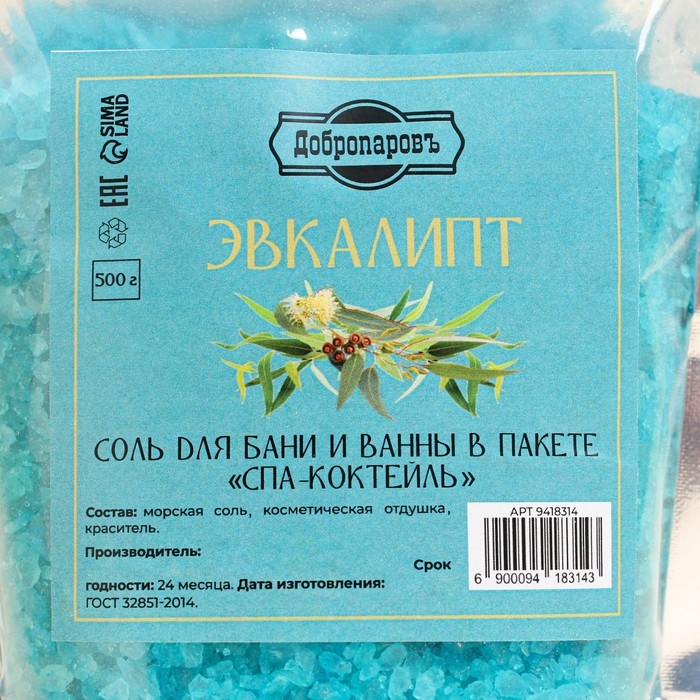 SIMA
LAND
EAC
500 г
Добропаровъ
ЭВКАЛИПТ
СОЛЬ ДЛЯ БАНИ И ВАННЫ В ПАКЕТЕ
«СПА-КОКТЕЙЛЬ»
Состав: морская соль, косметическая отдушка,
краситель.
Производитель:
Срок
годности: 24 месяца. Дата изготовления:
ГОСТ 32851-2014.
АРТ 9418314
6 900094 183143